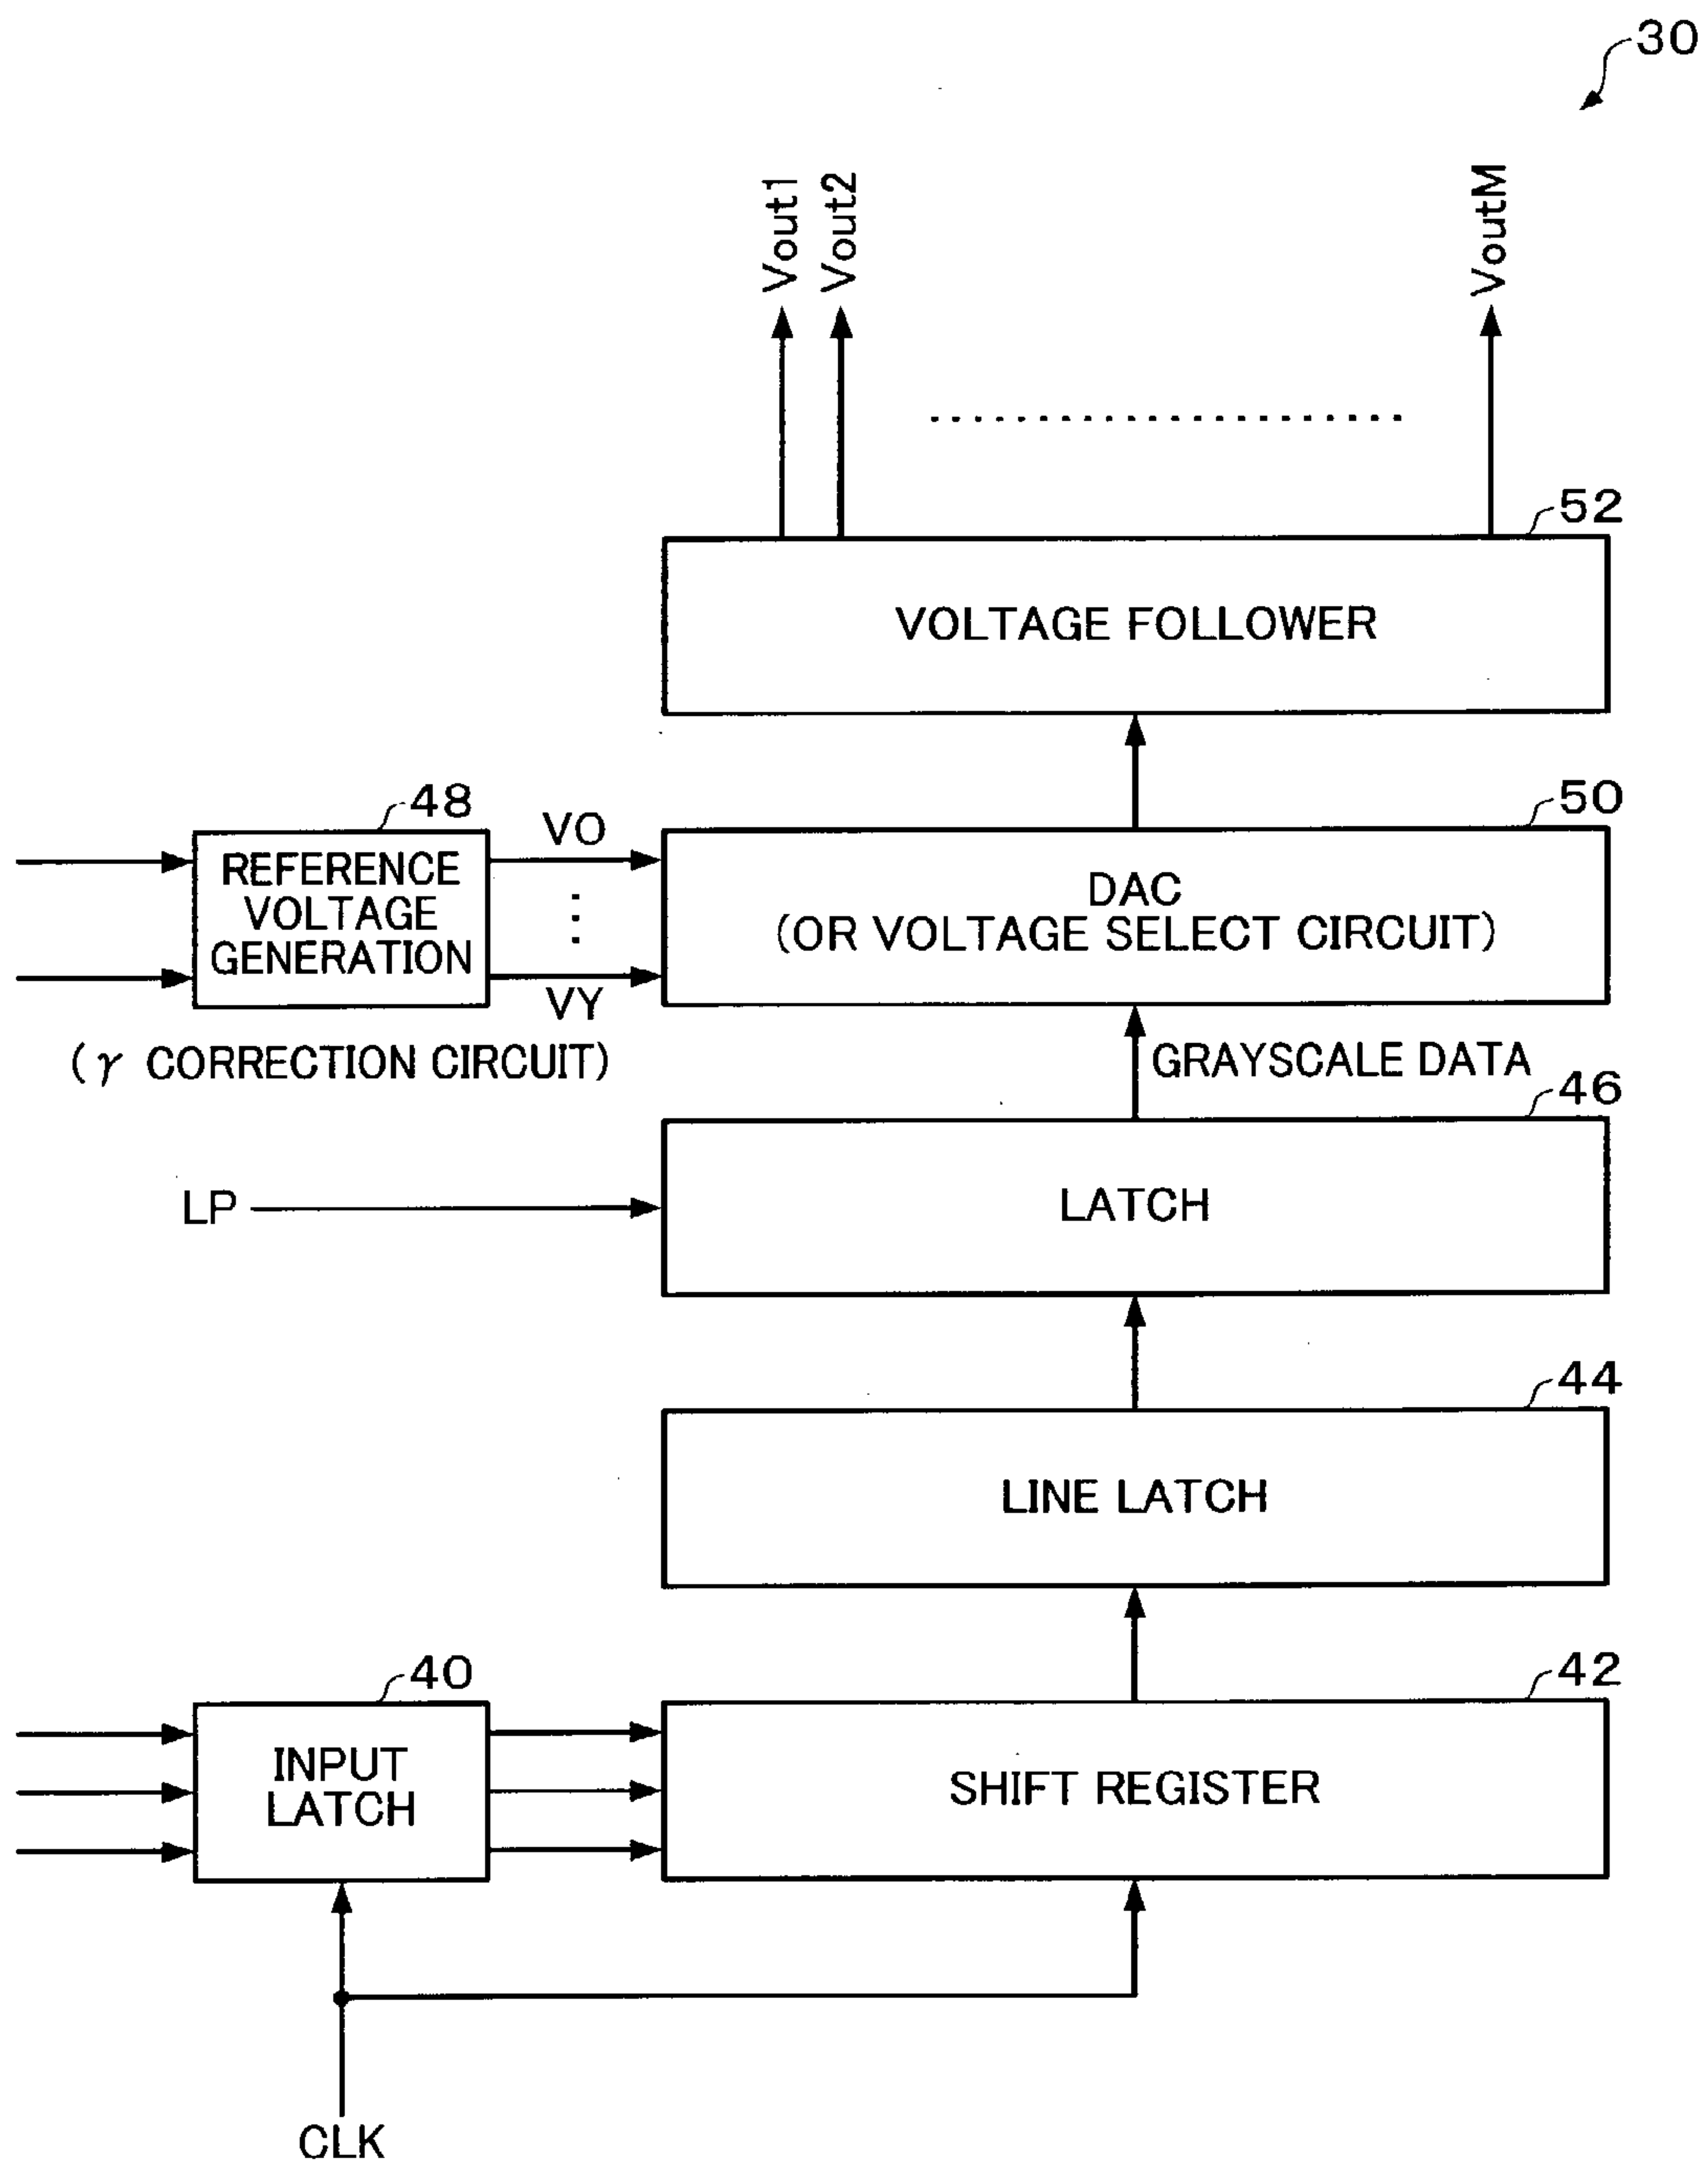 30
Vout1
Vout2
VoutM
52
VOLTAGE FOLLOWER
48
50
REFERENCE
VOLTAGE
GENERATION
VO
VY
DAC
(OR VOLTAGE SELECT CIRCUIT)
(γ CORRECTION CIRCUIT)
GRAYSCALE DATA
46
LP
LATCH
44
LINE LATCH
40
42
INPUT
LATCH
SHIFT REGISTER
CLK